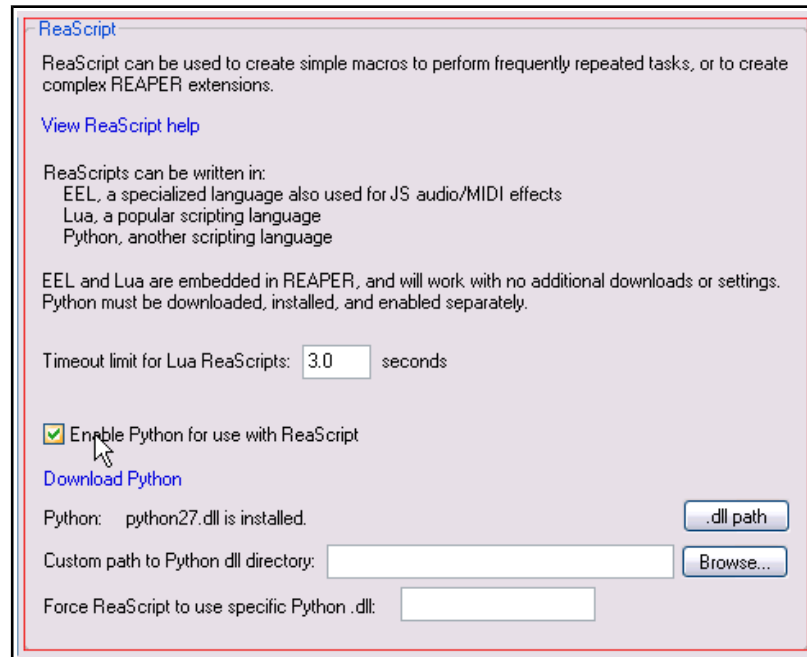 ReaScript
ReaScript can be used to create simple macros to perform frequently repeated tasks, or to create
complex REAPER extensions.
View ReaScript help
ReaScripts can be written in:
EEL, a specialized language also used for JS audio/MIDI effects
Lua, a popular scripting language
Python, another scripting language
EEL and Lua are embedded in REAPER, and will work with no additional downloads or settings.
Python must be downloaded, installed, and enabled separately.
Timeout limit for Lua ReaScripts: 3.0 seconds
Enable Python for use with ReaScript
Download Python
Python: python27.dll is installed. .dll path
Custom path to Python dll directory: Browse...
Force ReaScript to use specific Python .dll: